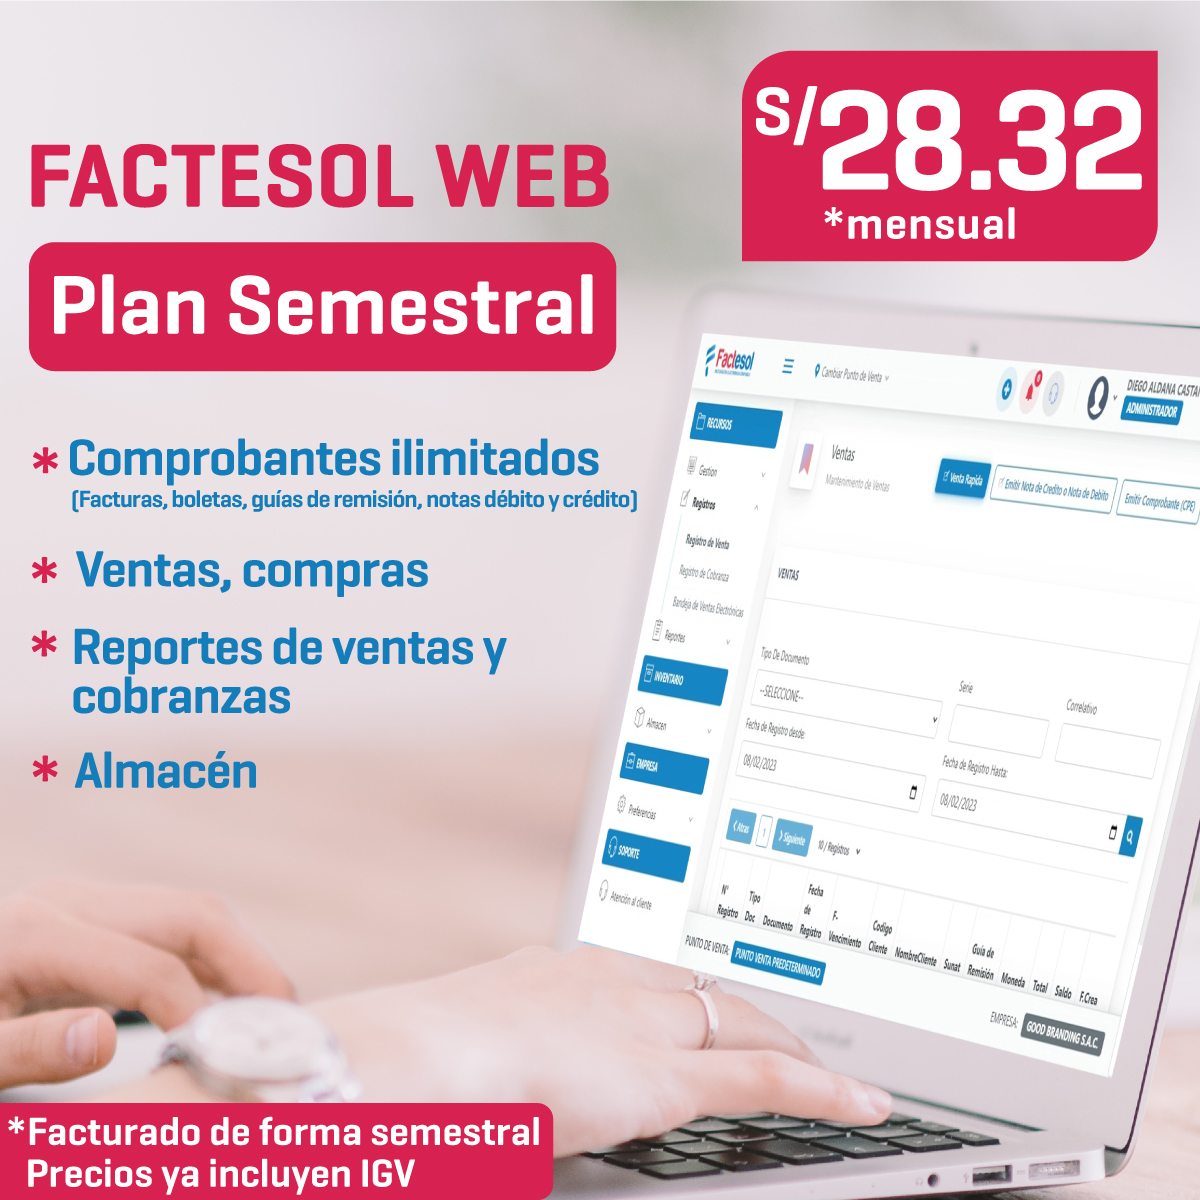 S/28.32
*mensual
FACTESOL WEB
Plan Semestral
* Comprobantes ilimitados
(Facturas, boletas, guías de remisión, notas débito y crédito)
* Ventas, compras
* Reportes de ventas y
cobranzas
* Almacén
Factesol
Cambiar Punto de Venta
DIEGO ALDANA CASTA
ADMINISTRADOR
RECURSOS
Gestion
Registros
Registro de Venta
Registro de Cobranza
Bandeja de Ventas Electrónicas
Reportes
INVENTARIO
Almacen
EMPRESA
Preferencias
SOPORTE
Atención al cliente
Ventas
Mantenimiento de Ventas
Venta Rapida
Emitir Nota de Credito o Nota de Debito
Emitir Comprobante (CPE)
VENTAS
Tipo De Documento
--SELECCIONE--
Serie
Correlativo
Fecha de Registro desde:
08/02/2023
Fecha de Registro Hasta:
08/02/2023
Atras
1
Siguiente
10 / Registros
N° Registro
Tipo Doc
Documento
Fecha de Registro
F. Vencimiento
Codigo Cliente
NombreCliente
Sunat
Guia de Remisión
Moneda
Total
Saldo
F.Crea
PUNTO DE VENTA:
PUNTO VENTA PREDETERMINADO
EMPRESA:
GOOD BRANDING S.A.C.
*Facturado de forma semestral
Precios ya incluyen IGV